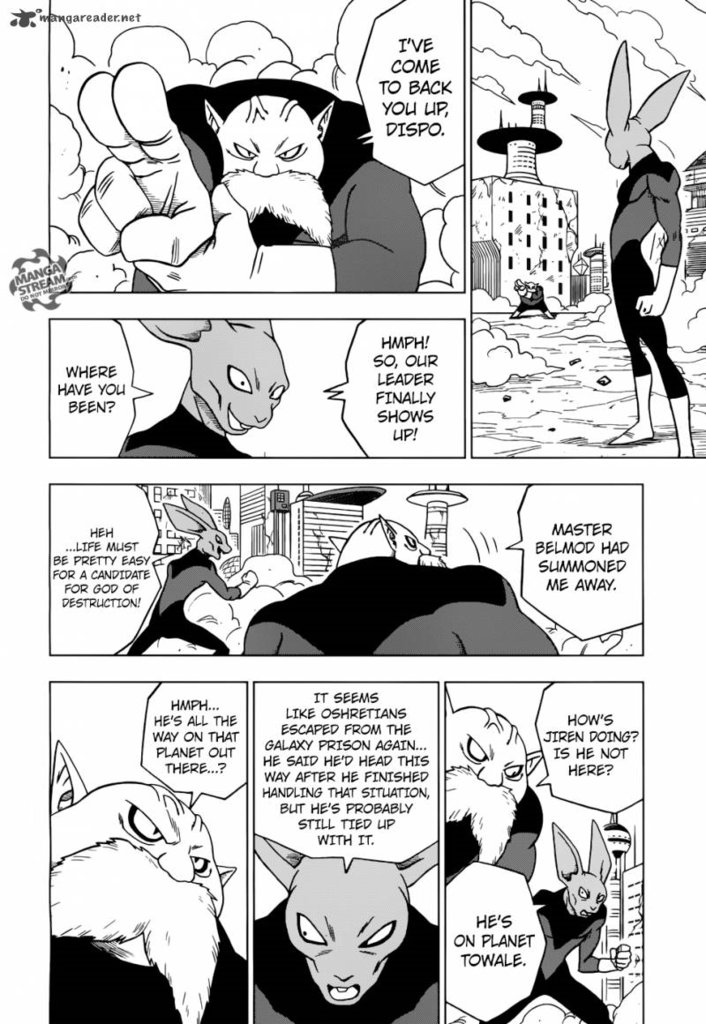 mangareader.net
I'VE
COME
TO BACK
YOU UP,
DISPO.
MANGA
STREAM
HMPH!
SO, OUR
LEADER
FINALLY
SHOWS
UP!
WHERE
HAVE YOU
BEEN?
MASTER
BELMOD HAD
SUMMONED
ME AWAY.
HEH
...LIFE MUST
BE PRETTY EASY
FOR A CANDIDATE
FOR GOD OF
DESTRUCTION!
HOW'S
JIREN DOING?
IS HE NOT
HERE?
HE'S
ON PLANET
TOWALE.
IT SEEMS
LIKE OSHRETIANS
ESCAPED FROM THE
GALAXY PRISON AGAIN...
HE SAID HE'D HEAD THIS
WAY AFTER HE FINISHED
HANDLING THAT SITUATION,
BUT HE'S PROBABLY
STILL TIED UP
WITH IT.
HMPH...
HE'S ALL THE
WAY ON THAT
PLANET OUT
THERE...?